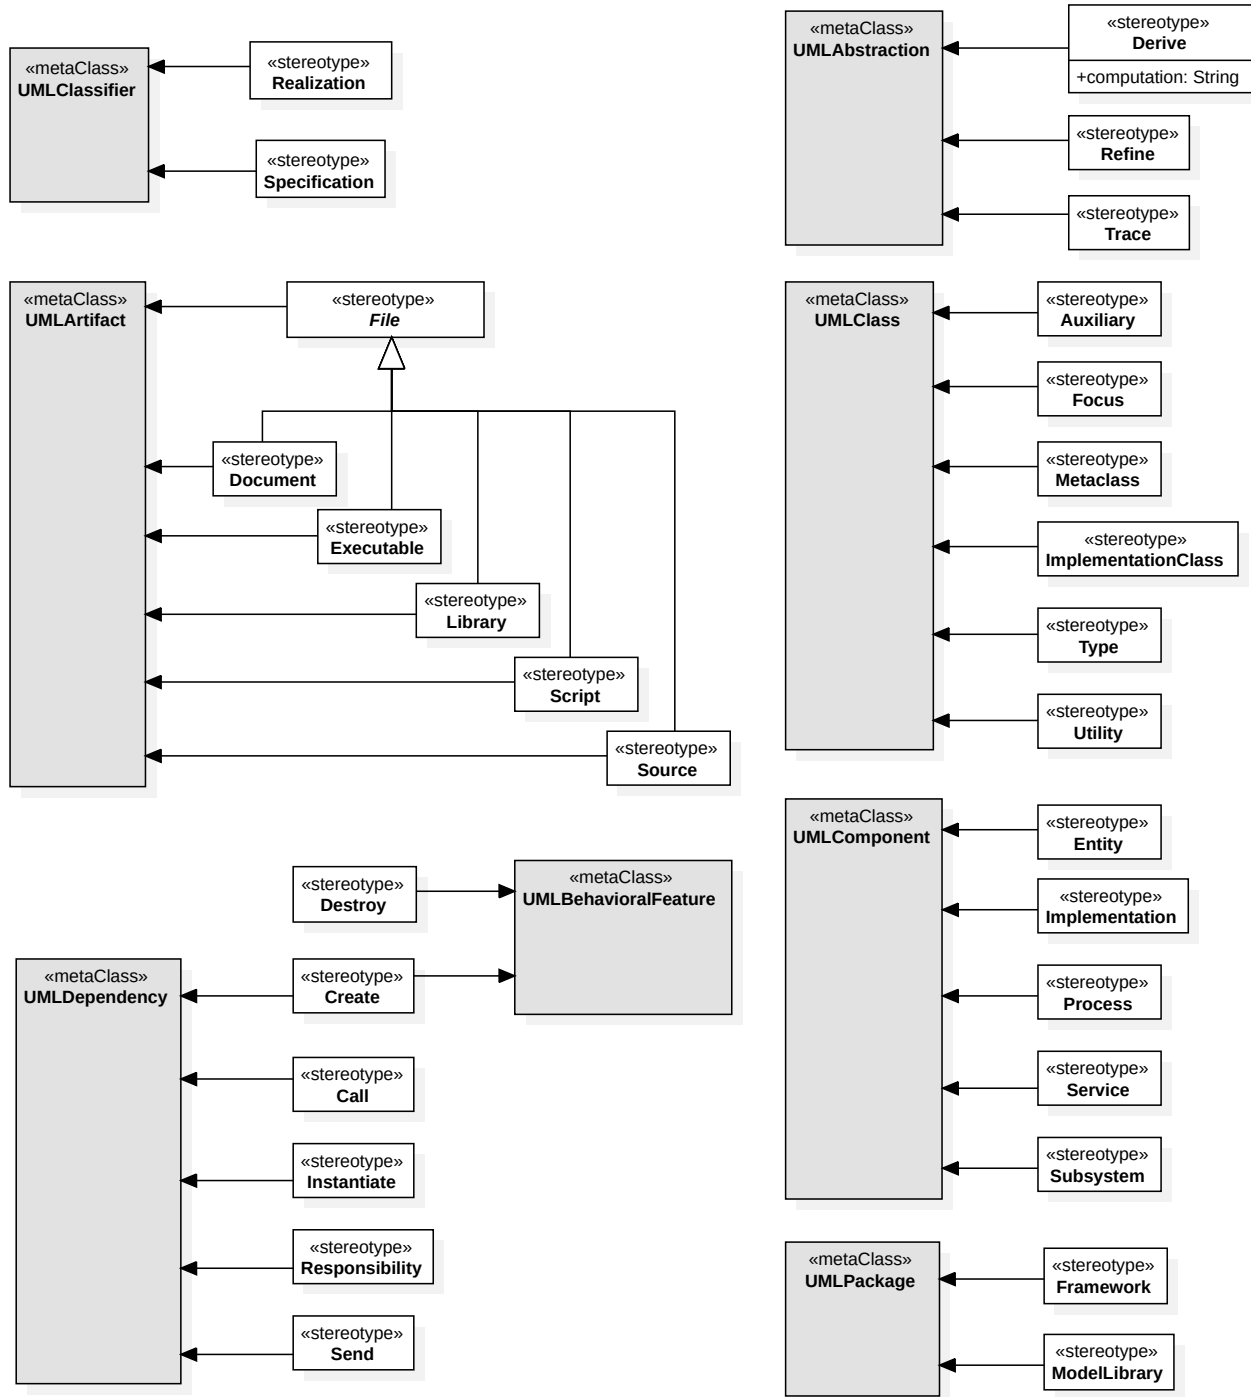 «metaClass»
UMLClassifier
«stereotype»
Realization
«stereotype»
Specification
«metaClass»
UMLAbstraction
«stereotype»
Derive
+computation: String
«stereotype»
Refine
«stereotype»
Trace
«metaClass»
UMLArtifact
«stereotype»
File
«stereotype»
Document
«stereotype»
Executable
«stereotype»
Library
«stereotype»
Script
«stereotype»
Source
«metaClass»
UMLClass
«stereotype»
Auxiliary
«stereotype»
Focus
«stereotype»
Metaclass
«stereotype»
ImplementationClass
«stereotype»
Type
«stereotype»
Utility
«stereotype»
Destroy
«metaClass»
UMLBehavioralFeature
«metaClass»
UMLDependency
«stereotype»
Create
«stereotype»
Call
«stereotype»
Instantiate
«stereotype»
Responsibility
«stereotype»
Send
«metaClass»
UMLComponent
«stereotype»
Entity
«stereotype»
Implementation
«stereotype»
Process
«stereotype»
Service
«stereotype»
Subsystem
«metaClass»
UMLPackage
«stereotype»
Framework
«stereotype»
ModelLibrary